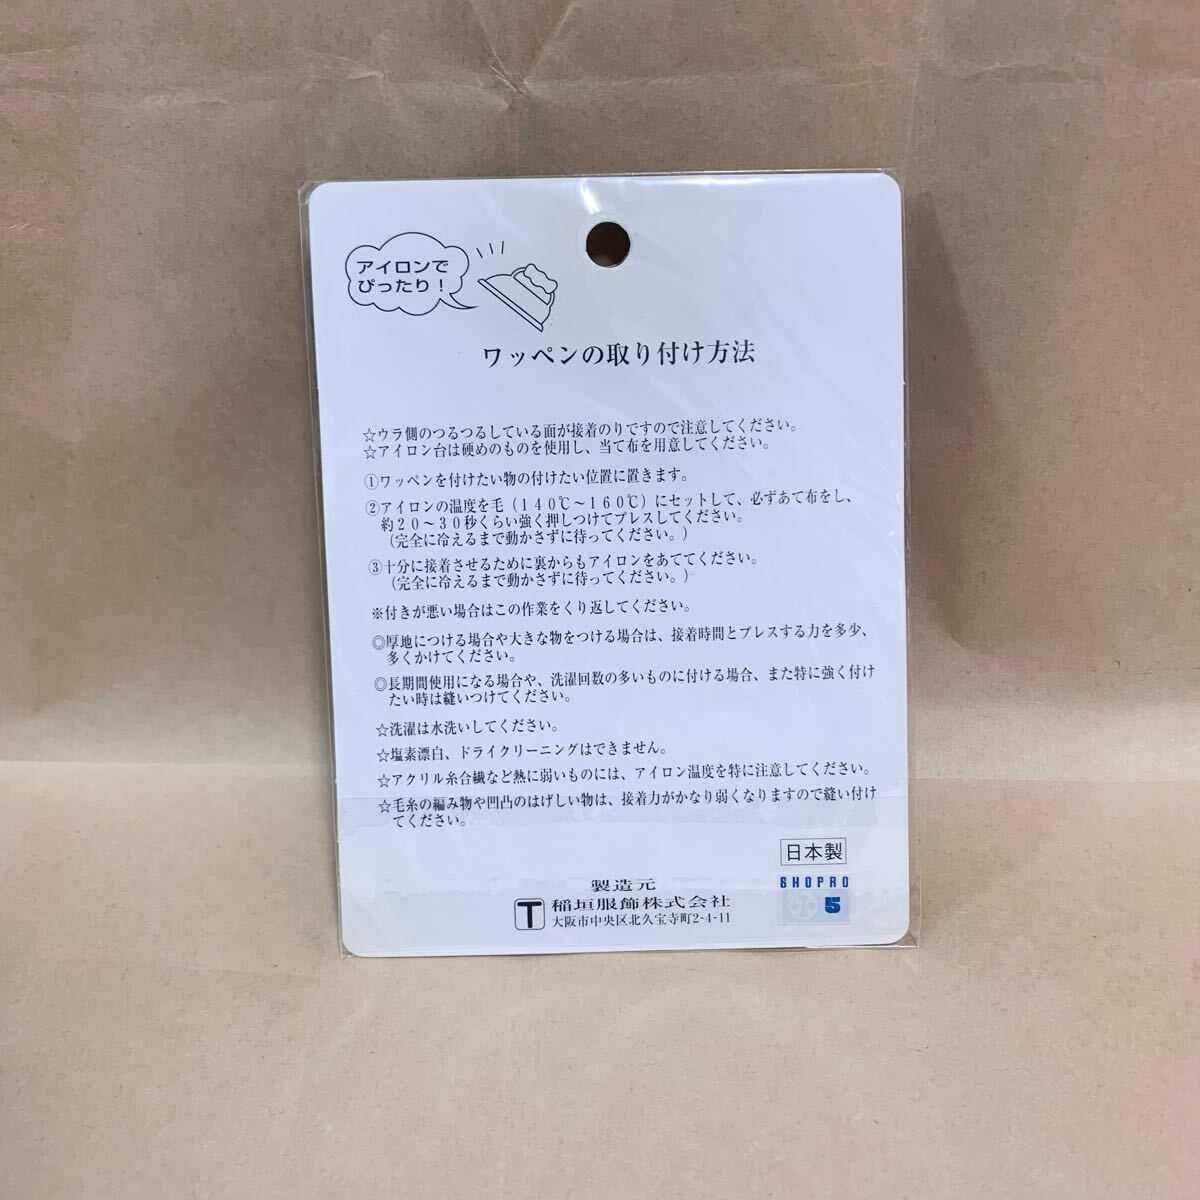 アイロンで
ぴったり！
ワッペンの取り付け方法
☆ウラ側のつるつるしている面が接着のりですので注意してください。
☆アイロン台は硬めのものを使用し、当て布を用意してください。
①ワッペンを付けたい物の付けたい位置に置きます。
②アイロンの温度を毛（１４０℃～１６０℃）にセットして、必ずあて布をし、
約２０～３０秒くらい強く押しつけてプレスしてください。
（完全に冷えるまで動かさずに待ってください。）
③十分に接着させるために裏からもアイロンをあててください。
（完全に冷えるまで動かさずに待ってください。）
※付きが悪い場合はこの作業をくり返してください。
◎厚地につける場合や大きな物をつける場合は、接着時間とプレスする力を多少、
多くかけてください。
◎長期間使用になる場合や、洗濯回数の多いものに付ける場合、また特に強く付け
たい時は縫いつけてください。
☆洗濯は水洗いしてください。
☆塩素漂白、ドライクリーニングはできません。
☆アクリル糸合繊など熱に弱いものには、アイロン温度を特に注意してください。
☆毛糸の編み物や凹凸のはげしい物は、接着力がかなり弱くなりますので縫い付け
てください。
日本製
SHOPRO
5
製造元
T 稲垣服飾株式会社
大阪市中央区北久宝寺町2-4-11